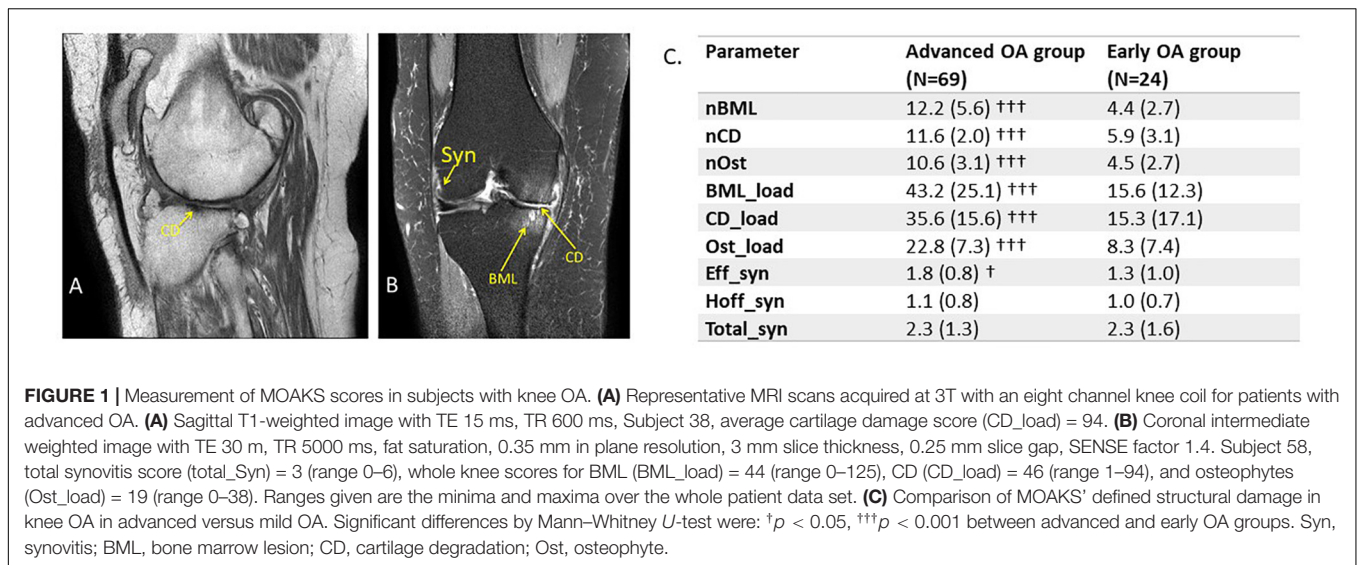 CD
A
Syn
BML
CD
B
C.
Parameter Advanced OA group (N=69) Early OA group (N=24)
nBML 12.2 (5.6) ††† 4.4 (2.7)
nCD 11.6 (2.0) ††† 5.9 (3.1)
nOst 10.6 (3.1) ††† 4.5 (2.7)
BML_load 43.2 (25.1) ††† 15.6 (12.3)
CD_load 35.6 (15.6) ††† 15.3 (17.1)
Ost_load 22.8 (7.3) ††† 8.3 (7.4)
Eff_syn 1.8 (0.8) † 1.3 (1.0)
Hoff_syn 1.1 (0.8) 1.0 (0.7)
Total_syn 2.3 (1.3) 2.3 (1.6)
FIGURE 1 | Measurement of MOAKS scores in subjects with knee OA. (A) Representative MRI scans acquired at 3T with an eight channel knee coil for patients with
advanced OA. (A) Sagittal T1-weighted image with TE 15 ms, TR 600 ms, Subject 38, average cartilage damage score (CD_load) = 94. (B) Coronal intermediate
weighted image with TE 30 m, TR 5000 ms, fat saturation, 0.35 mm in plane resolution, 3 mm slice thickness, 0.25 mm slice gap, SENSE factor 1.4. Subject 58,
total synovitis score (total_Syn) = 3 (range 0–6), whole knee scores for BML (BML_load) = 44 (range 0–125), CD (CD_load) = 46 (range 1–94), and osteophytes
(Ost_load) = 19 (range 0–38). Ranges given are the minima and maxima over the whole patient data set. (C) Comparison of MOAKS' defined structural damage in
knee OA in advanced versus mild OA. Significant differences by Mann–Whitney U-test were: †p < 0.05, †††p < 0.001 between advanced and early OA groups. Syn,
synovitis; BML, bone marrow lesion; CD, cartilage degradation; Ost, osteophyte.